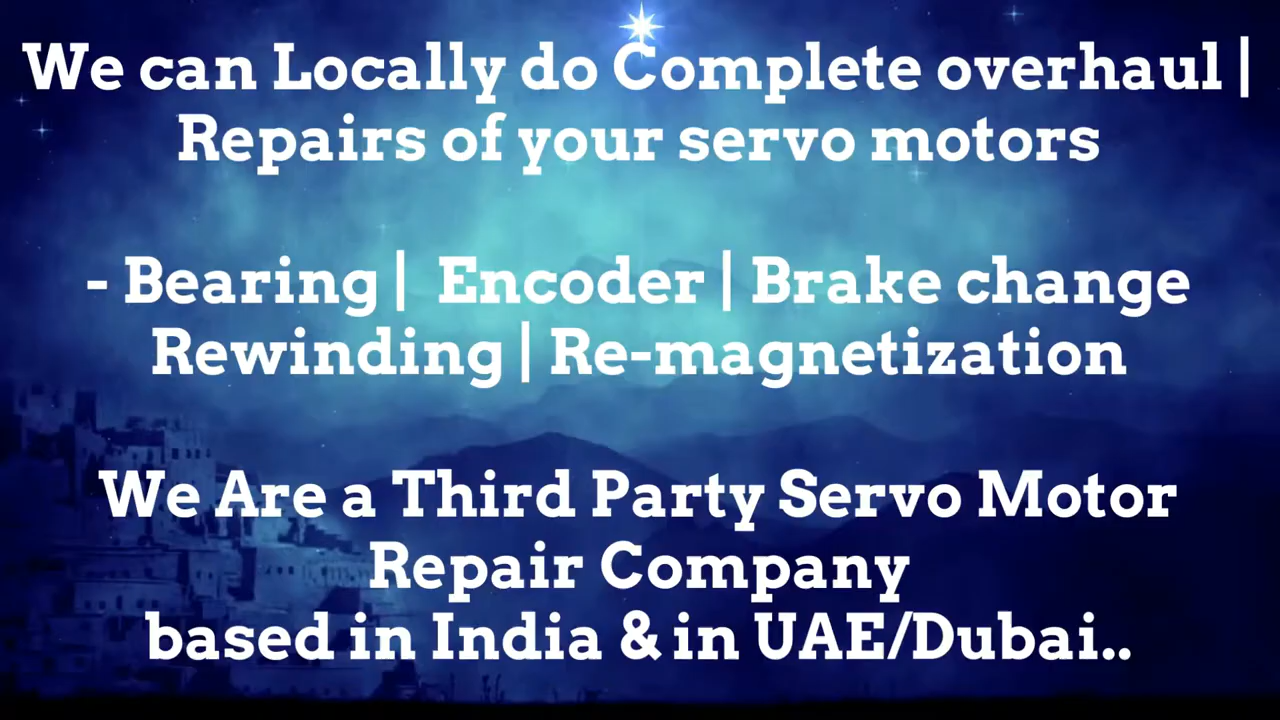 We can Locally do Complete overhaul |
Repairs of your servo motors
- Bearing | Encoder | Brake change
Rewinding | Re-magnetization
We Are a Third Party Servo Motor
Repair Company
based in India & in UAE/Dubai..